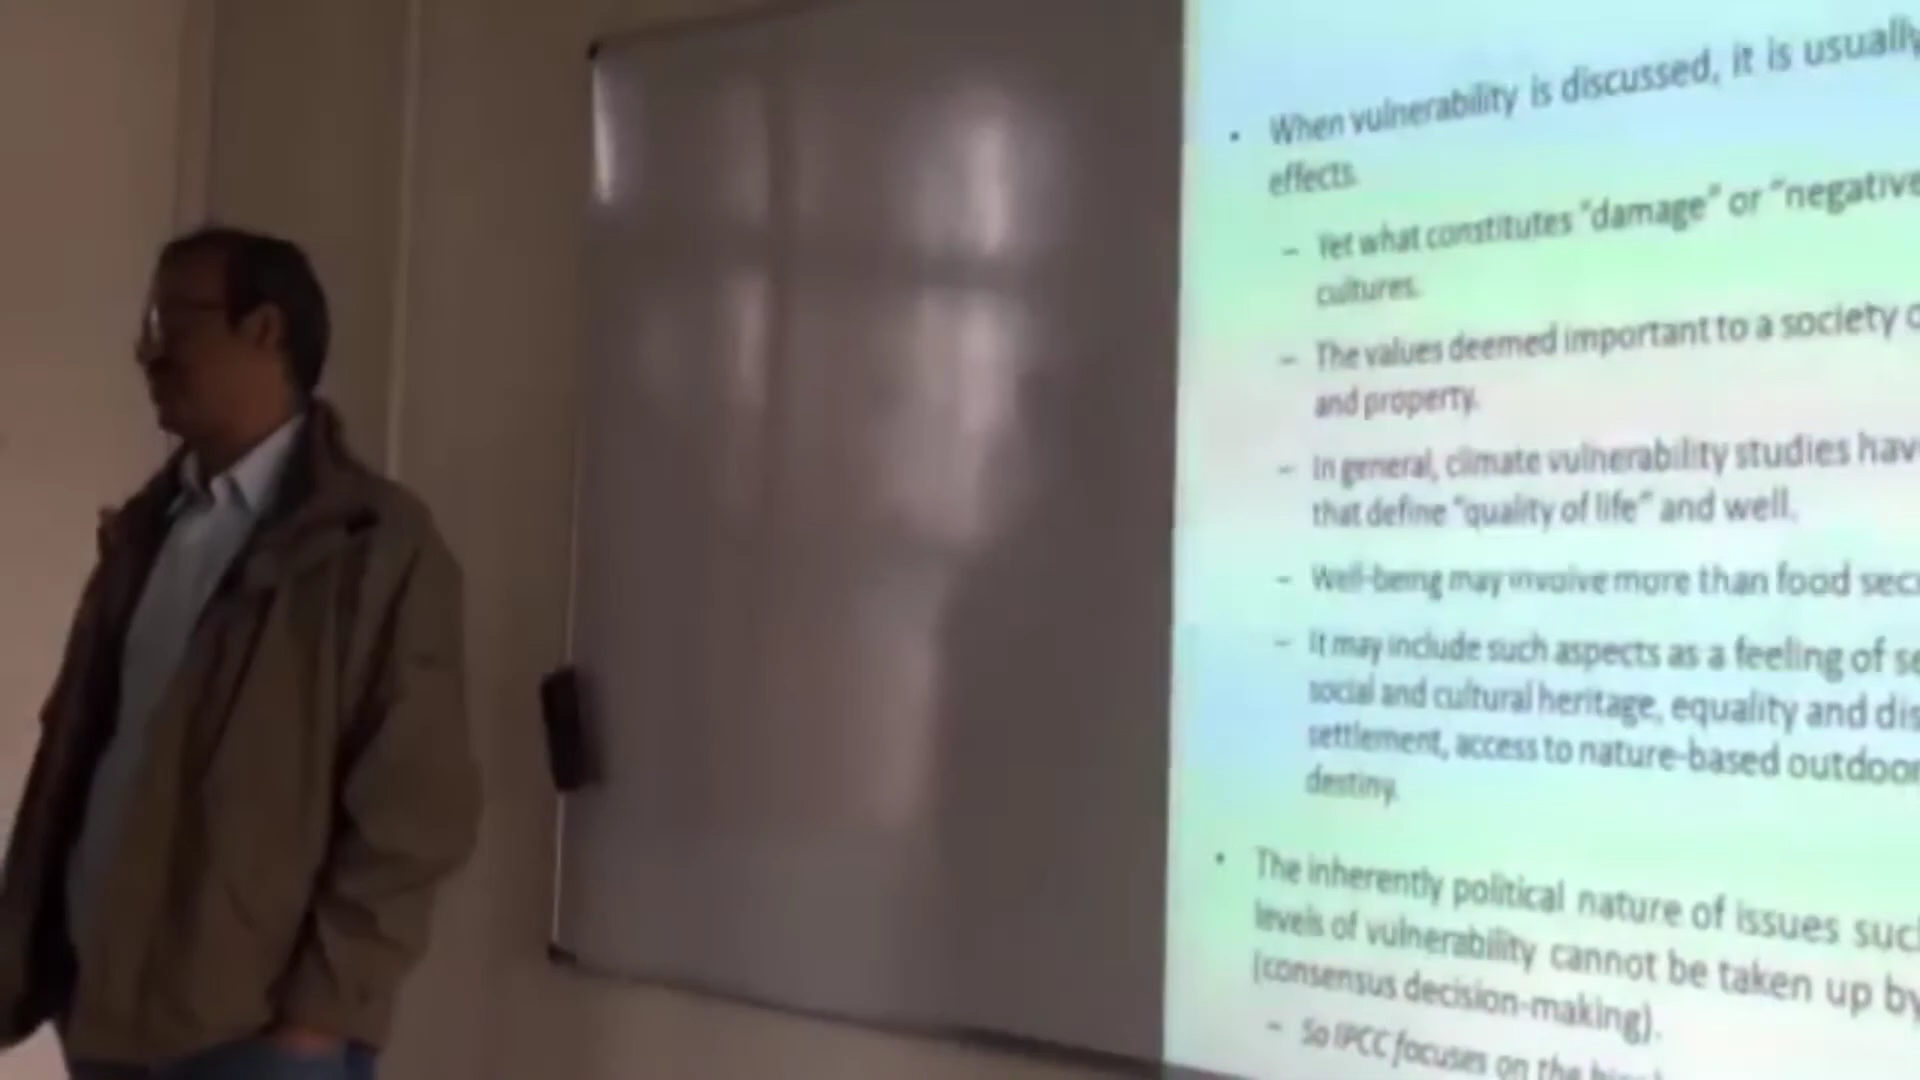 • When vulnerability is discussed, it is usually
effects.
– Yet what constitutes "damage" or "negative
cultures.
– The values deemed important to a society
and property.
– In general, climate vulnerability studies hav
that define "quality of life" and well.
– Well-being may involve more than food sec
– It may include such aspects as a feeling of se
social and cultural heritage, equality and dis
settlement, access to nature-based outdoor
destiny.
• The inherently political nature of issues such
levels of vulnerability cannot be taken up by
(consensus decision-making).
– So IPCC focuses on the